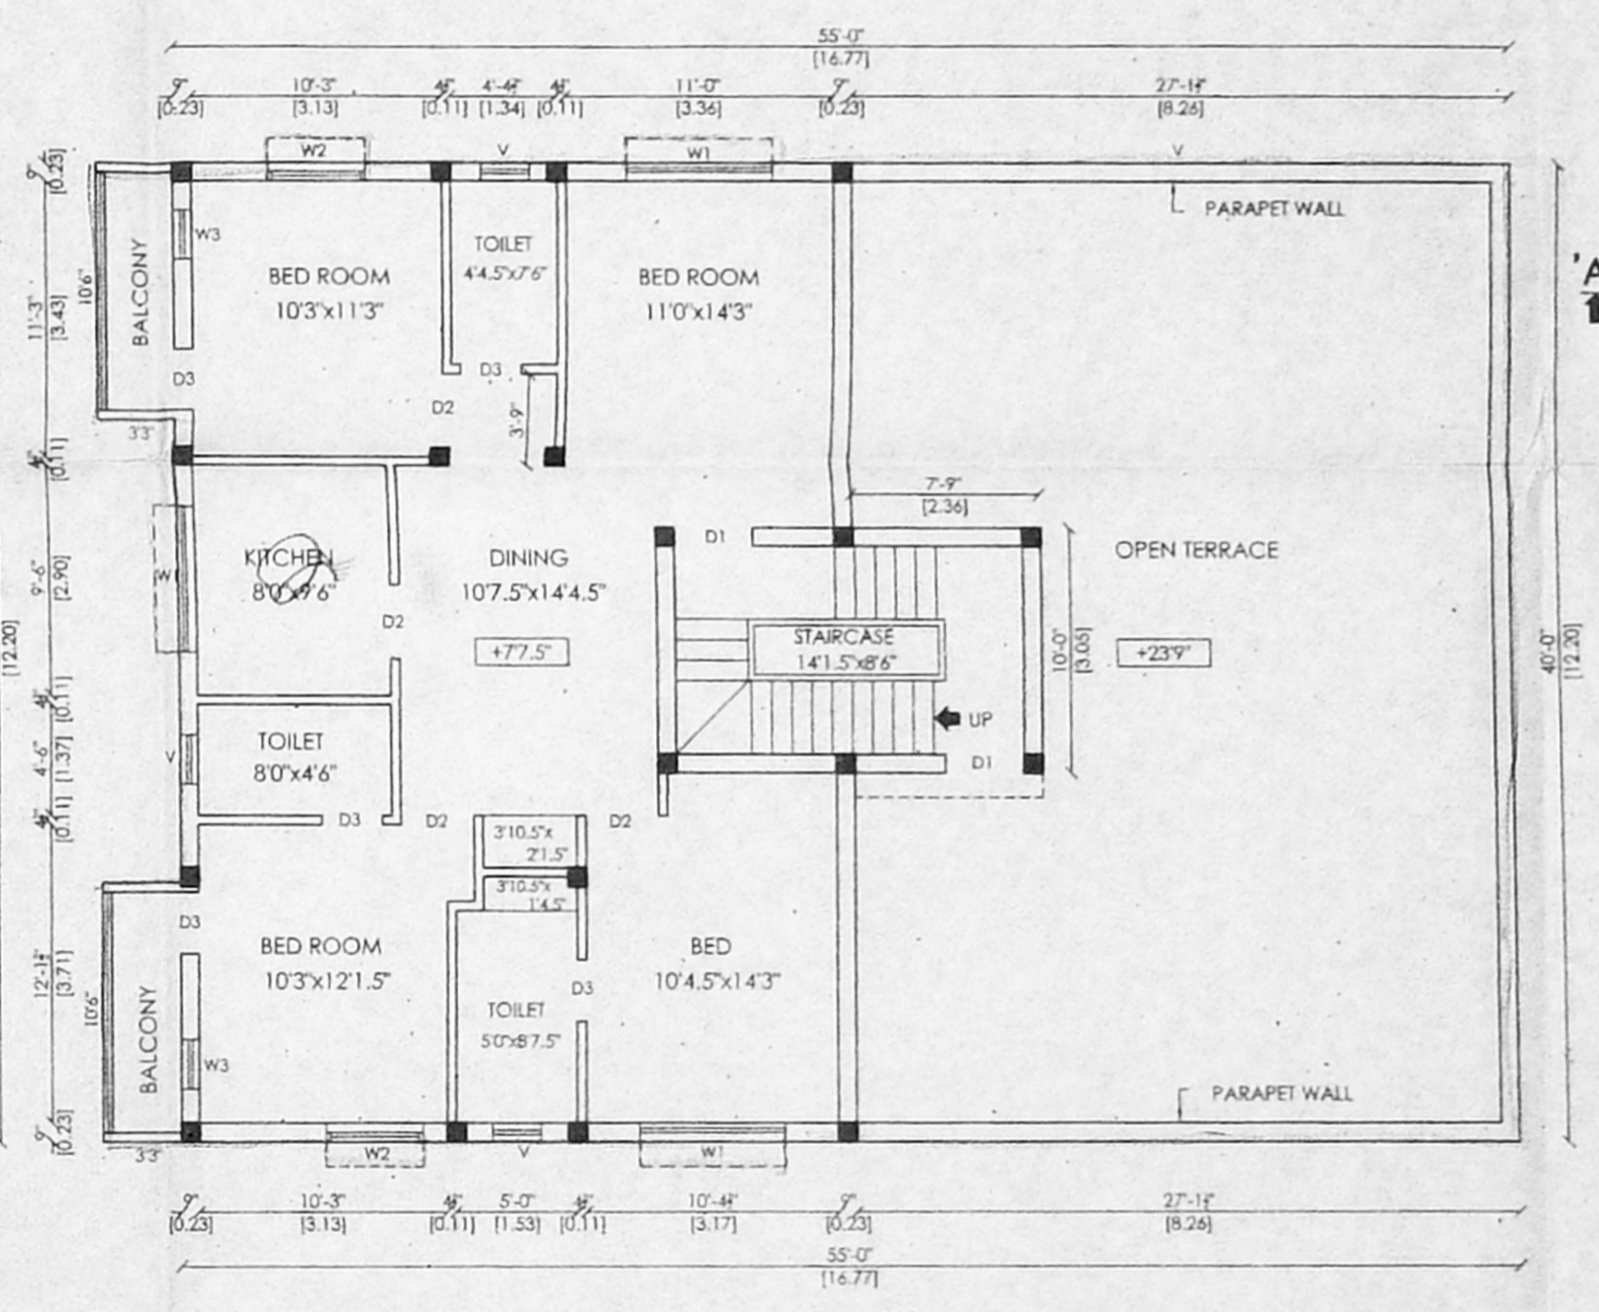 55'-0"
[16.77]
9" 10'-3" 4½" 4'-4½" 4½" 11'-0" 9" 27'-1½"
[0.23] [3.13] [0.11] [1.34] [0.11] [3.36] [0.23] [8.26]
W2 V W1 V
9"
[0.23]
PARAPET WALL
'A
W3
BALCONY
10'6"
11'-3"
[3.43]
BED ROOM
10'3"x11'3"
TOILET
4'4.5"x7'6"
BED ROOM
11'0"x14'3"
D3
D3
D2
3'-9"
3'3"
4½"
[0.11]
7'-9"
[2.36]
D1
OPEN TERRACE
KITCHEN
8'0"x9'6"
W1
9'-6"
[2.90]
DINING
10'7.5"x14'4.5"
D2
+7'7.5"
STAIRCASE
14'1.5"x8'6"
10'-0"
[3.05]
+23'9"
40'-0"
[12.20]
[12.20]
UP
4½"
[0.11]
TOILET
8'0"x4'6"
V
4'-6"
[1.37]
D1
4½"
[0.11]
D3
D2
D2
3'10.5"x
2'1.5"
3'10.5"x
1'4.5"
D3
BED ROOM
10'3"x12'1.5"
BED
10'4.5"x14'3"
12'-1½"
[3.71]
10'6"
BALCONY
W3
TOILET
5'0"x8'7.5"
D3
PARAPET WALL
9"
[0.23]
3'3"
W2 V W1
9" 10'-3" 4½" 5'-0" 4½" 10'-4½" 9" 27'-1½"
[0.23] [3.13] [0.11] [1.53] [0.11] [3.17] [0.23] [8.26]
55'-0"
[16.77]